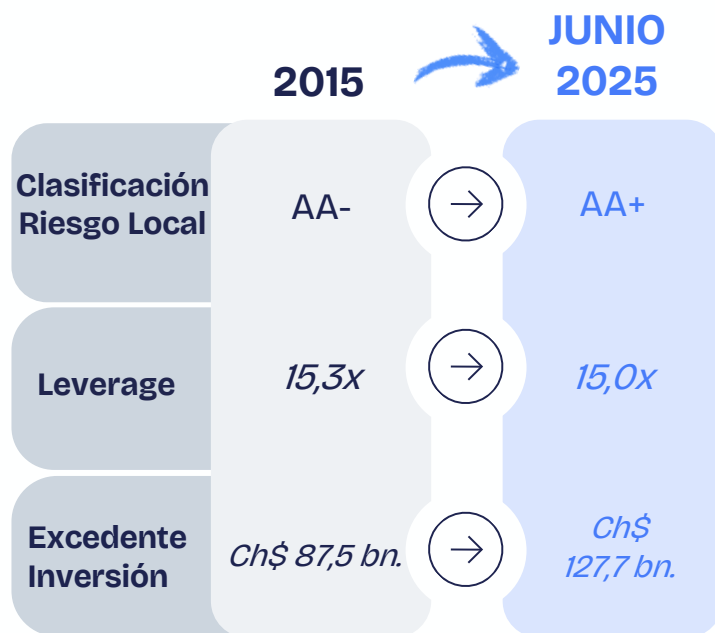 2015
JUNIO
2025
Clasificación
Riesgo Local
AA-
AA+
Leverage
15,3x
15,0x
Excedente
Inversión
Ch$ 87,5 bn.
Ch$
127,7 bn.